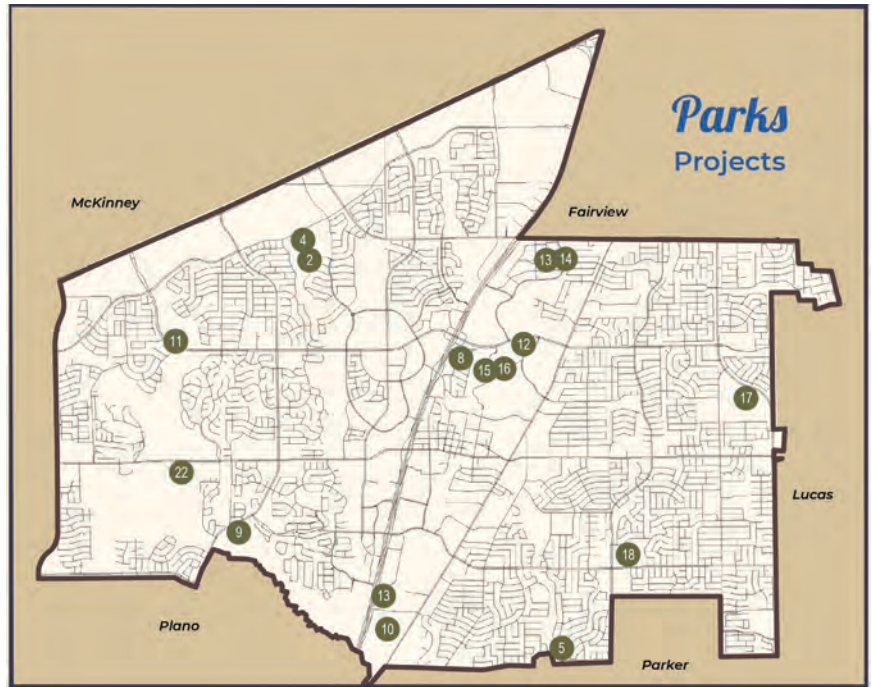 Parks
Projects
McKinney
Fairview
4
13
14
2
11
12
8
15
16
17
22
Lucas
9
18
13
10
Plano
5
Parker